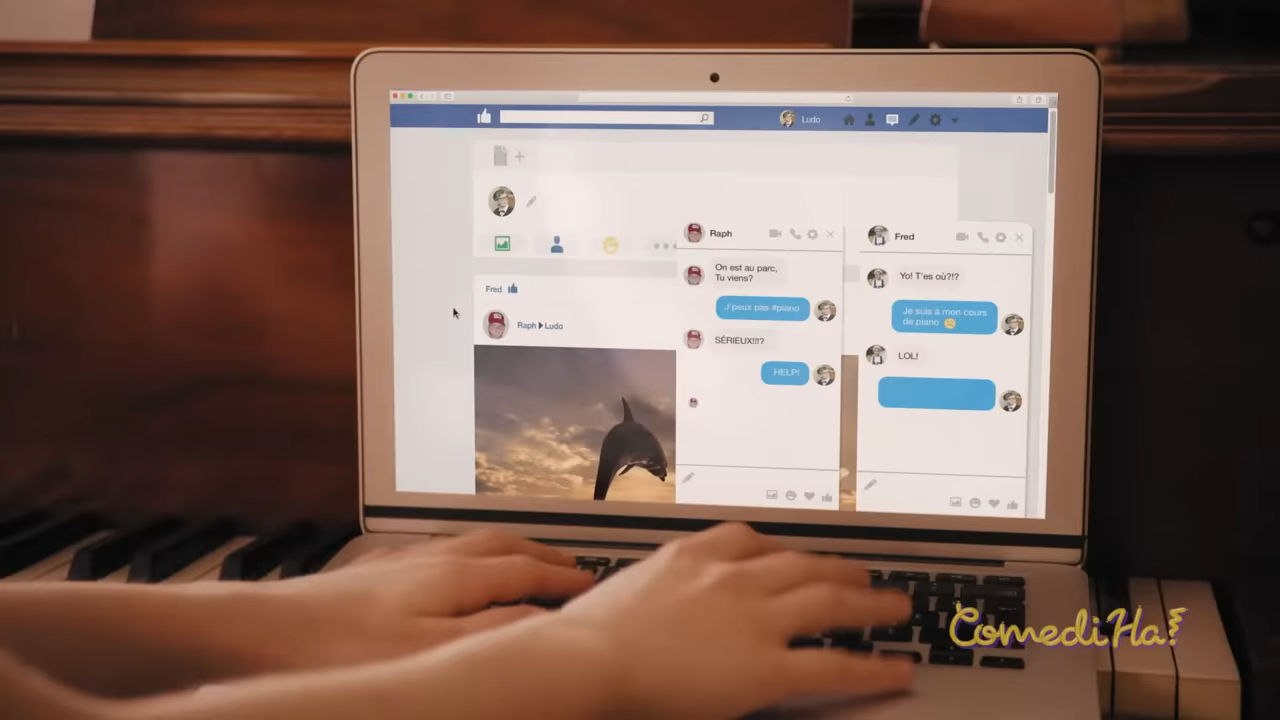 Ludo
Raph
Fred
On est au parc,
Tu viens?
J'peux pas #piano
SÉRIEUX!!!?
HELP!
Yo! T'es où?!?
Je suis à mon cours
de piano
LOL!
Fred
Raph Ludo
ComediHa!